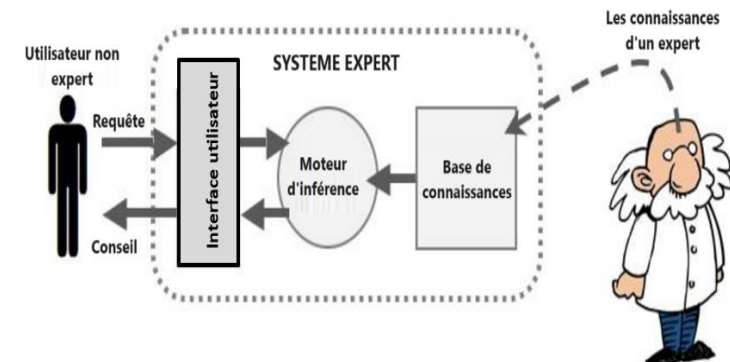 Les connaissances
d'un expert
Utilisateur non
expert
SYSTEME EXPERT
Requête
Interface utilisateur
Moteur
d'inférence
Base de
connaissances
Conseil